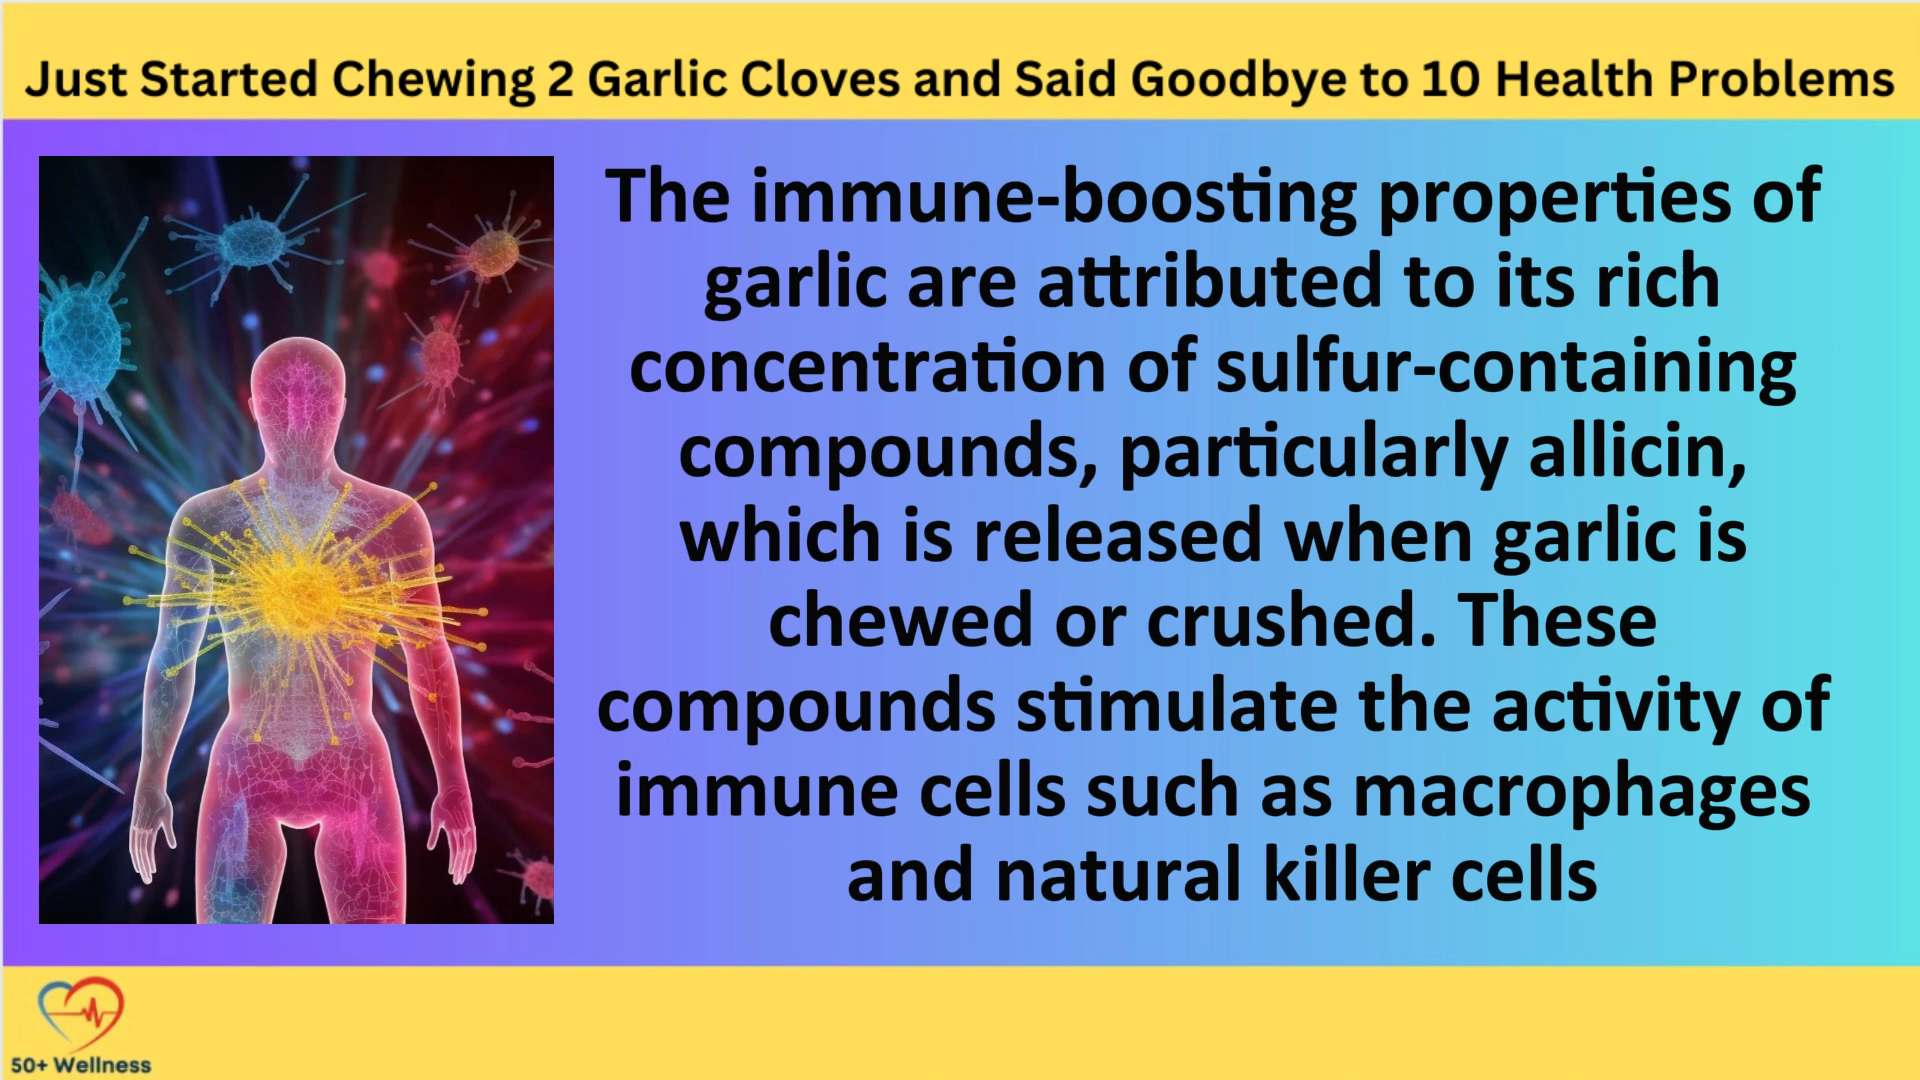 Just Started Chewing 2 Garlic Cloves and Said Goodbye to 10 Health Problems
The immune-boosting properties of
garlic are attributed to its rich
concentration of sulfur-containing
compounds, particularly allicin,
which is released when garlic is
chewed or crushed. These
compounds stimulate the activity of
immune cells such as macrophages
and natural killer cells
50+ Wellness